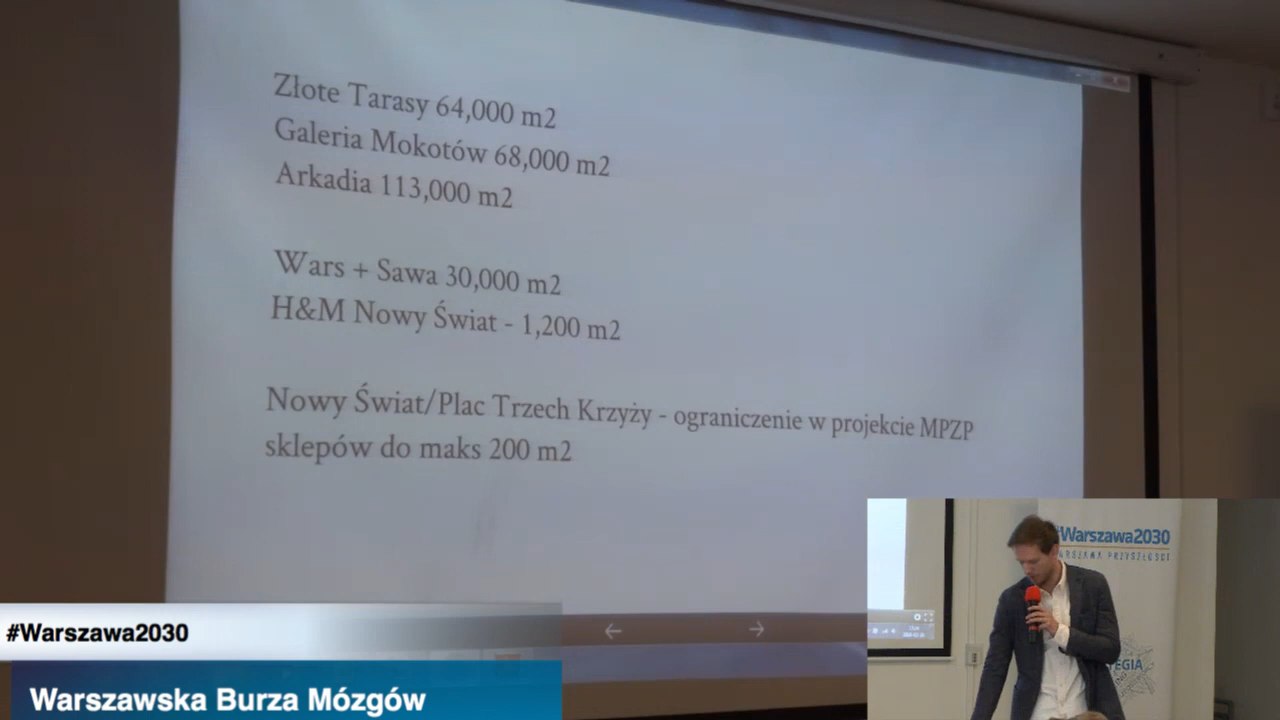 Złote Tarasy 64,000 m2
Galeria Mokotów 68,000 m2
Arkadia 113,000 m2
Wars + Sawa 30,000 m2
H&M Nowy Świat - 1,200 m2
Nowy Świat/Plac Trzech Krzyży - ograniczenie w projekcie MPZP
sklepów do maks 200 m2
#Warszawa2030
WARSZAWA PRZYSZŁOŚCI
#Warszawa2030
Warszawska Burza Mózgów